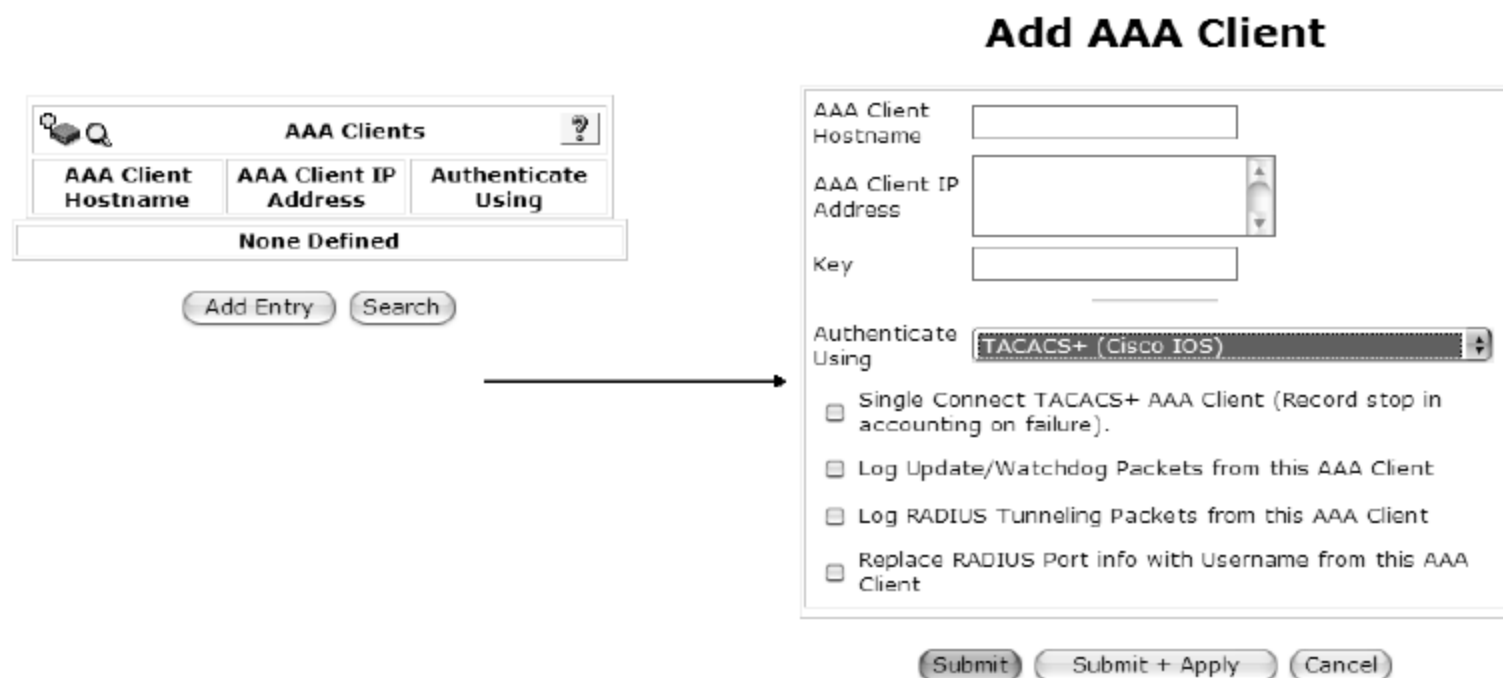 Add AAA Client
AAA Clients
?
AAA Client
Hostname
AAA Client IP
Address
Authenticate
Using
None Defined
Add Entry
Search
AAA Client
Hostname
AAA Client IP
Address
Key
Authenticate
Using
TACACS+ (Cisco IOS)
Single Connect TACACS+ AAA Client (Record stop in
accounting on failure).
Log Update/Watchdog Packets from this AAA Client
Log RADIUS Tunneling Packets from this AAA Client
Replace RADIUS Port info with Username from this AAA
Client
Submit
Submit + Apply
Cancel